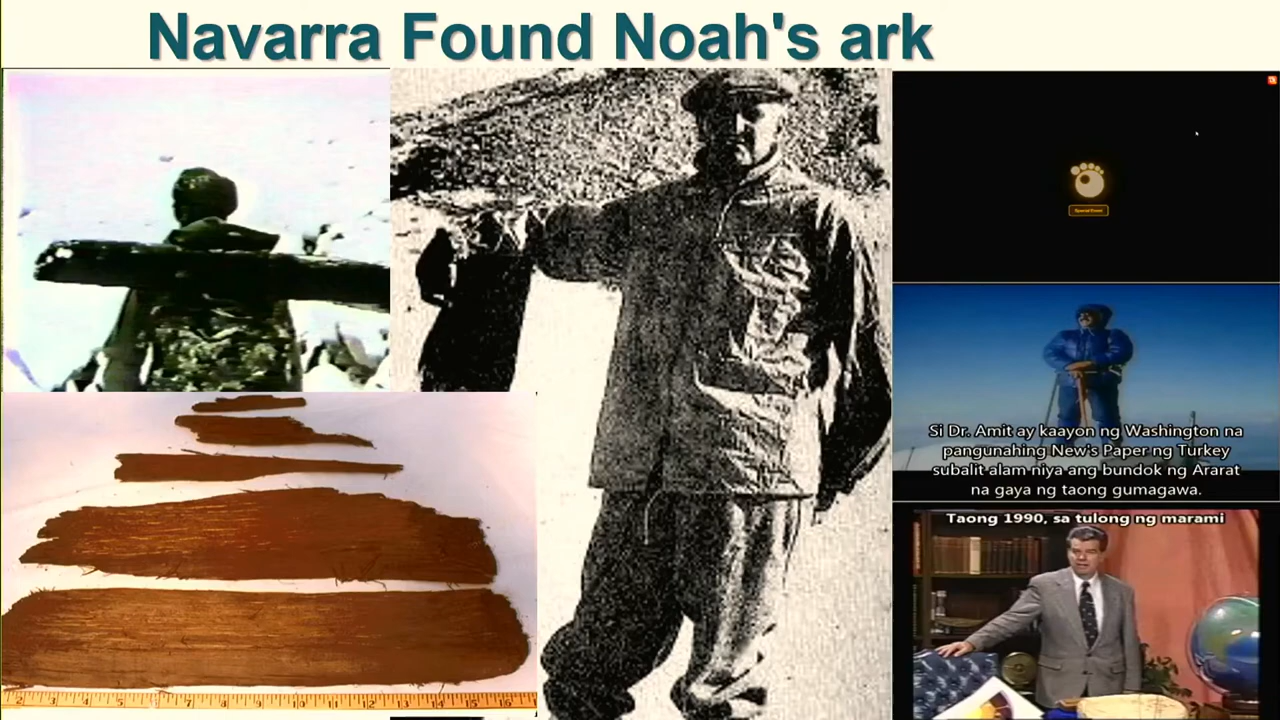 Navarra Found Noah's ark
Si Dr. Amit ay kaayon ng Washington na
pangunahing New's Paper ng Turkey
subalit alam niya ang bundok ng Ararat
na gaya ng taong gumagawa.
Taong 1990, sa tulong ng marami